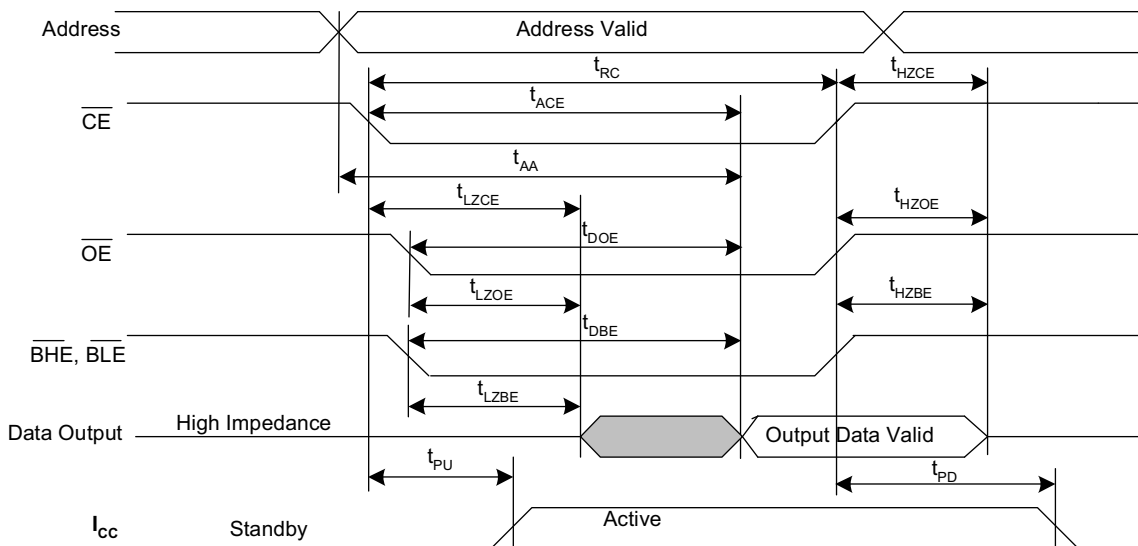 Address
Address Valid
tRC
tHZCE
tACE
CE
tAA
tLZCE
tHZOE
tDOE
OE
tLZOE
tHZBE
tDBE
BHE, BLE
tLZBE
Data Output
High Impedance
Output Data Valid
tPU
tPD
ICC
Standby
Active